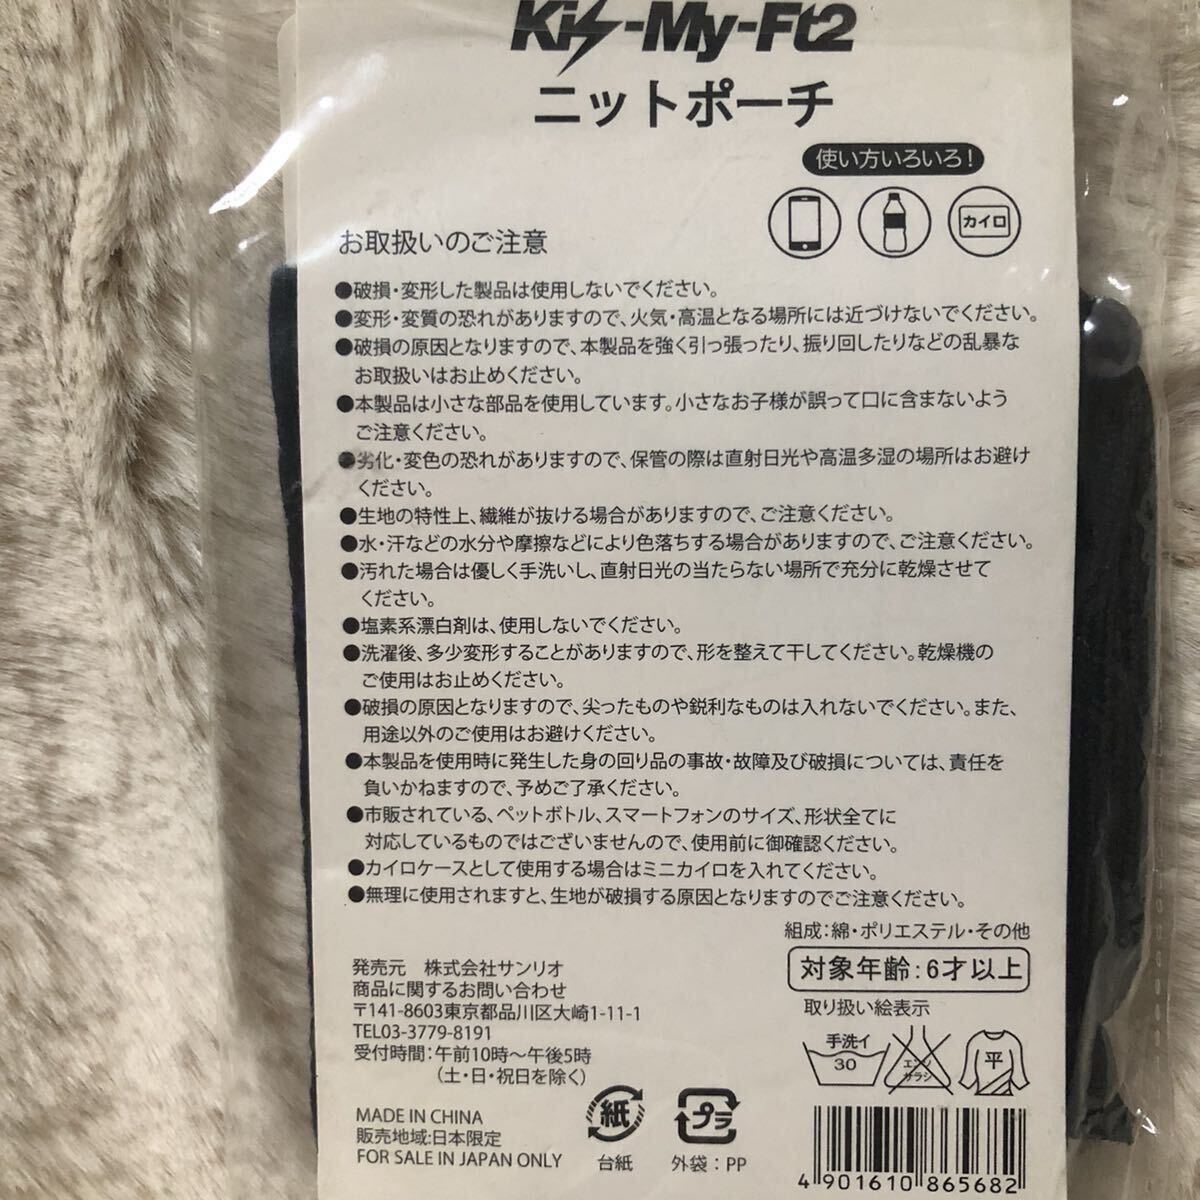 Kis-My-Ft2
ニットポーチ
使い方いろいろ!
カイロ
お取扱いのご注意
●破損・変形した製品は使用しないでください。
●変形・変質の恐れがありますので、火気・高温となる場所には近づけないでください。
●破損の原因となりますので、本製品を強く引っ張ったり、振り回したりなどの乱暴な
お取扱いはお止めください。
●本製品は小さな部品を使用しています。小さなお子様が誤って口に含まないよう
ご注意ください。
●劣化・変色の恐れがありますので、保管の際は直射日光や高温多湿の場所はお避け
ください。
●生地の特性上、繊維が抜ける場合がありますので、ご注意ください。
●水・汗などの水分や摩擦などにより色落ちする場合がありますので、ご注意ください。
●汚れた場合は優しく手洗いし、直射日光の当たらない場所で充分に乾燥させて
ください。
●塩素系漂白剤は、使用しないでください。
●洗濯後、多少変形することがありますので、形を整えて干してください。乾燥機の
ご使用はお止めください。
●破損の原因となりますので、尖ったものや鋭利なものは入れないでください。また、
用途以外のご使用はお避けください。
●本製品を使用時に発生した身の回り品の事故・故障及び破損については、責任を
負いかねますので、予めご了承ください。
●市販されている、ペットボトル、スマートフォンのサイズ、形状全てに
対応しているものではございませんので、使用前に御確認ください。
●カイロケースとして使用する場合はミニカイロを入れてください。
●無理に使用されますと、生地が破損する原因となりますのでご注意ください。
組成:綿・ポリエステル・その他
対象年齢:6才以上
発売元 株式会社サンリオ
商品に関するお問い合わせ
〒141-8603東京都品川区大崎1-11-1
TEL03-3779-8191
受付時間:午前10時〜午後5時
(土・日・祝日を除く)
取り扱い絵表示
手洗イ
30
エンソ
サラシ
平
MADE IN CHINA
販売地域:日本限定
FOR SALE IN JAPAN ONLY
紙
台紙
プラ
外袋:PP
4 901610 865682